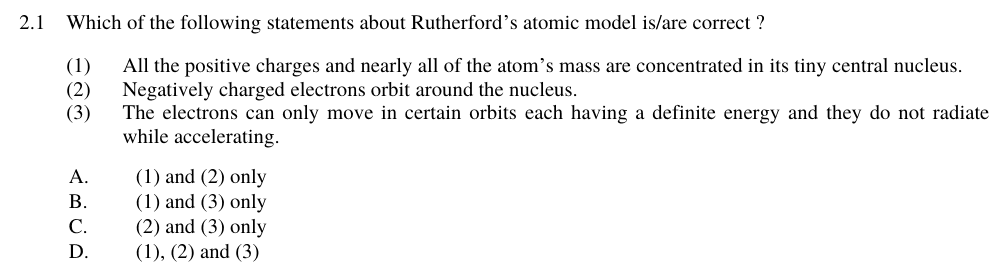 2.1 Which of the following statements about Rutherford's atomic model is/are correct ?
(1) All the positive charges and nearly all of the atom's mass are concentrated in its tiny central nucleus.
(2) Negatively charged electrons orbit around the nucleus.
(3) The electrons can only move in certain orbits each having a definite energy and they do not radiate
while accelerating.
A. (1) and (2) only
B. (1) and (3) only
C. (2) and (3) only
D. (1), (2) and (3)